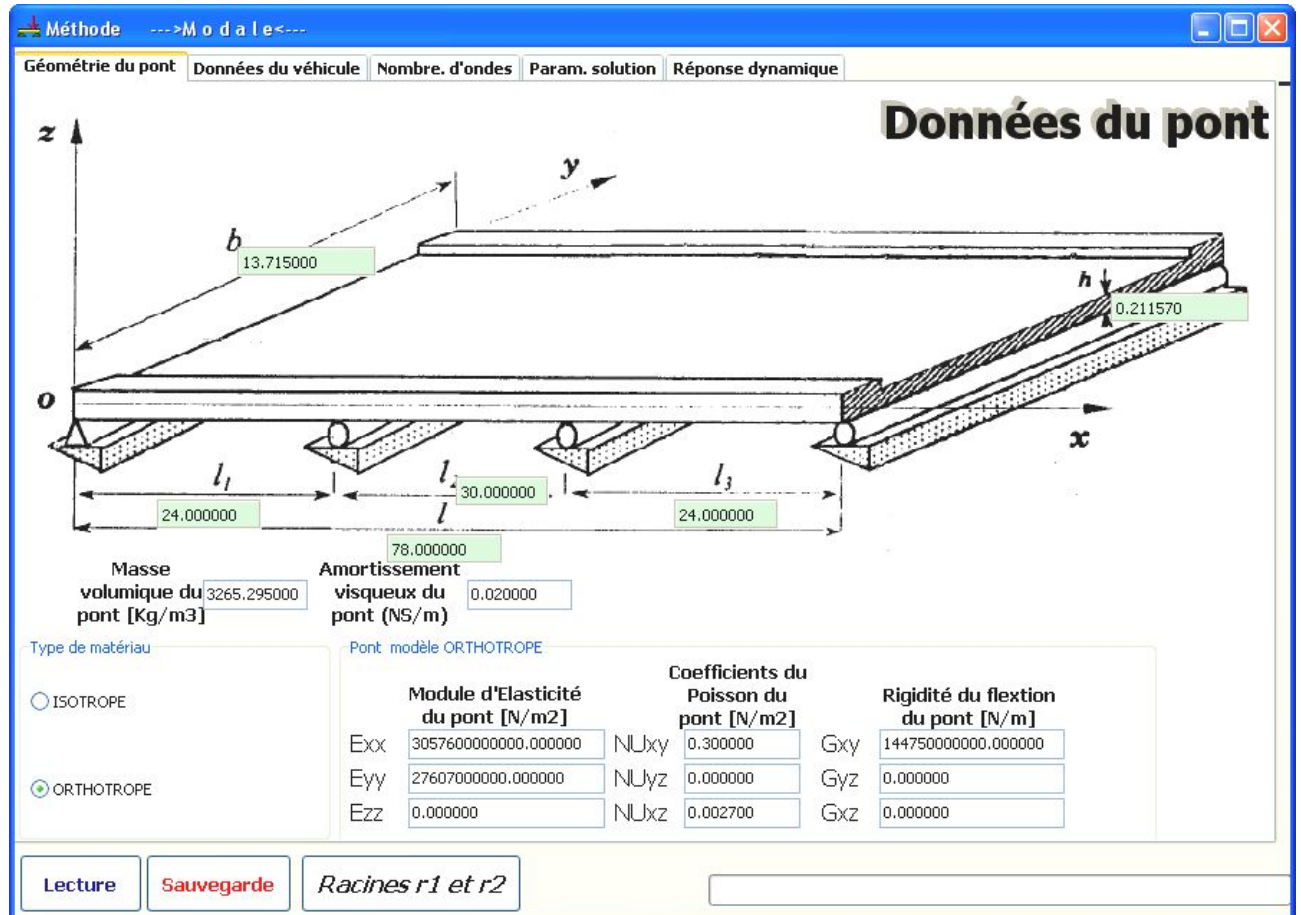 Méthode --->M o d a l e<---
Géométrie du pont Données du véhicule Nombre. d'ondes Param. solution Réponse dynamique
Données du pont
z
y
b
13.715000
h
0.211570
o
x
l1 l3
30.000000
24.000000 l 24.000000
78.000000
Masse
volumique du
pont [Kg/m3]
3265.295000
Amortissement
visqueux du
pont (NS/m)
0.020000
Type de matériau
ISOTROPE
ORTHOTROPE
Pont modèle ORTHOTROPE
Module d'Elasticité
du pont [N/m2]
Coefficients du
Poisson du
pont [N/m2]
Rigidité du flextion
du pont [N/m]
Exx 3057600000000.000000 NUxy 0.300000 Gxy 144750000000.000000
Eyy 27607000000.000000 NUyz 0.000000 Gyz 0.000000
Ezz 0.000000 NUxz 0.002700 Gxz 0.000000
Lecture Sauvegarde Racines r1 et r2